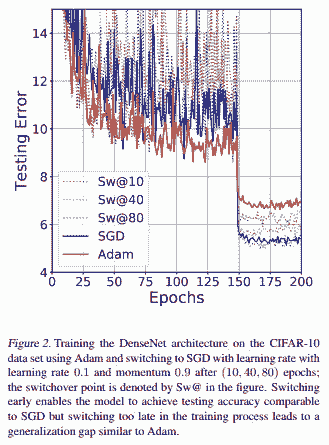 14
12
10
8
6
4
Testing Error
Sw@10
Sw@40
Sw@80
SGD
Adam
0 25 50 75 100 125 150 175 200
Epochs
Figure 2. Training the DenseNet architecture on the CIFAR-10
data set using Adam and switching to SGD with learning rate with
learning rate 0.1 and momentum 0.9 after (10, 40, 80) epochs;
the switchover point is denoted by Sw@ in the figure. Switching
early enables the model to achieve testing accuracy comparable
to SGD but switching too late in the training process leads to a
generalization gap similar to Adam.